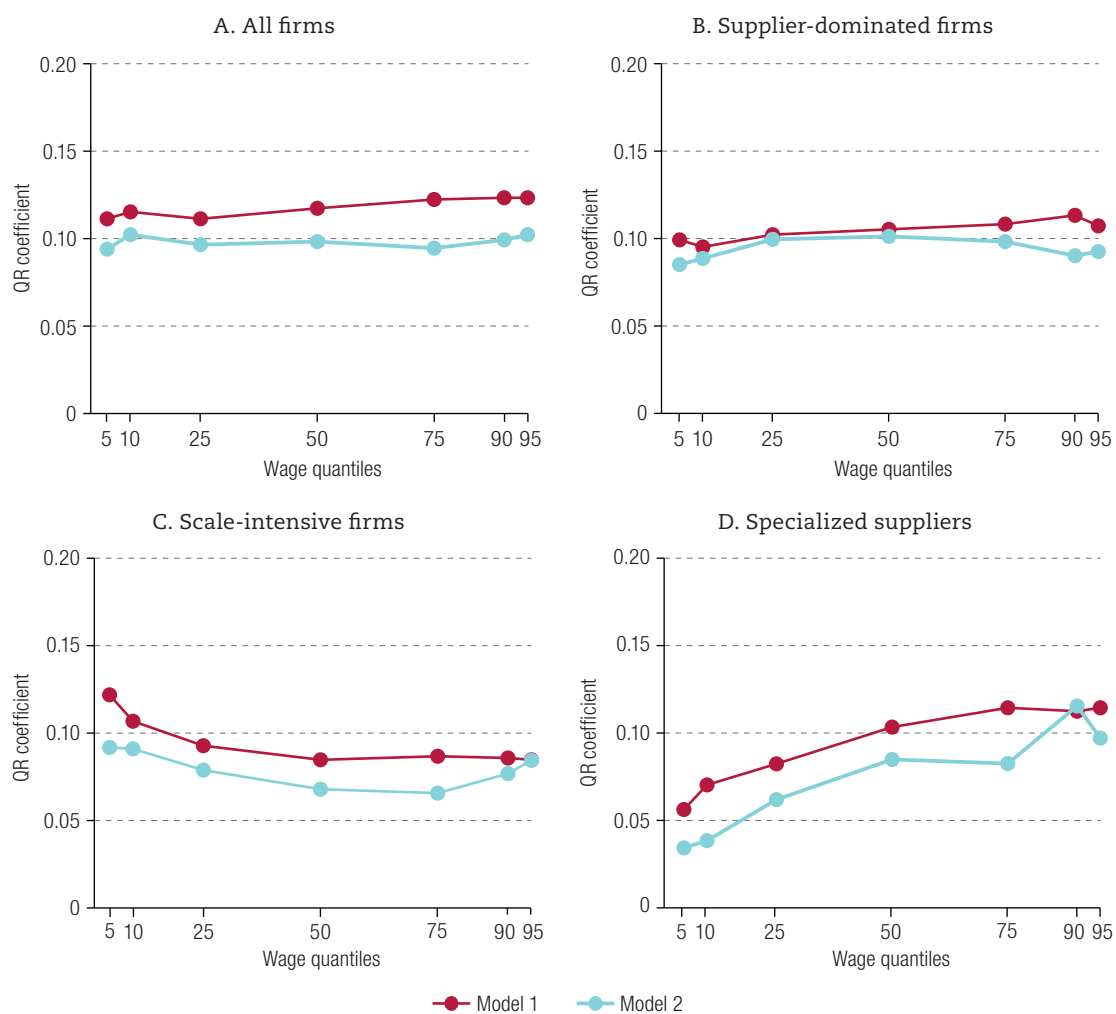 A. All firms
0.20
0.15
0.10
0.05
0
QR coefficient
5 10 25 50 75 90 95
Wage quantiles
B. Supplier-dominated firms
0.20
0.15
0.10
0.05
0
QR coefficient
5 10 25 50 75 90 95
Wage quantiles
C. Scale-intensive firms
0.20
0.15
0.10
0.05
0
QR coefficient
5 10 25 50 75 90 95
Wage quantiles
D. Specialized suppliers
0.20
0.15
0.10
0.05
0
QR coefficient
5 10 25 50 75 90 95
Wage quantiles
Model 1 Model 2